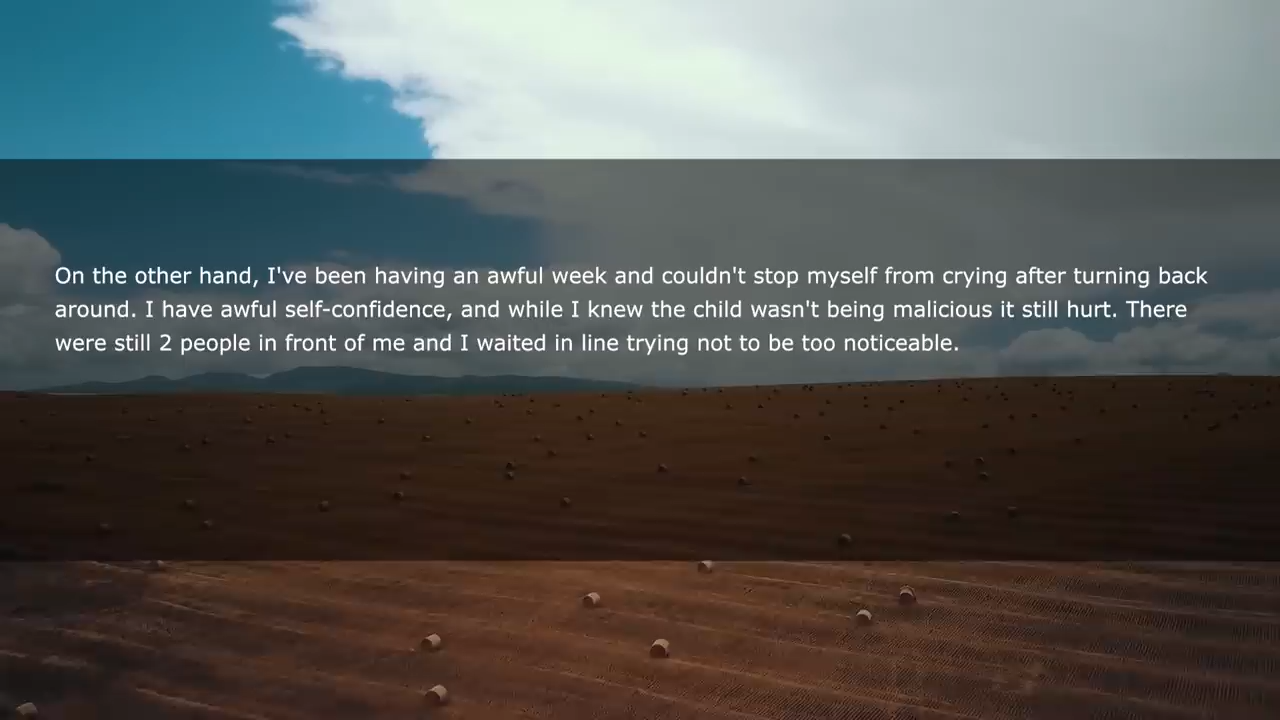 On the other hand, I've been having an awful week and couldn't stop myself from crying after turning back
around. I have awful self-confidence, and while I knew the child wasn't being malicious it still hurt. There
were still 2 people in front of me and I waited in line trying not to be too noticeable.